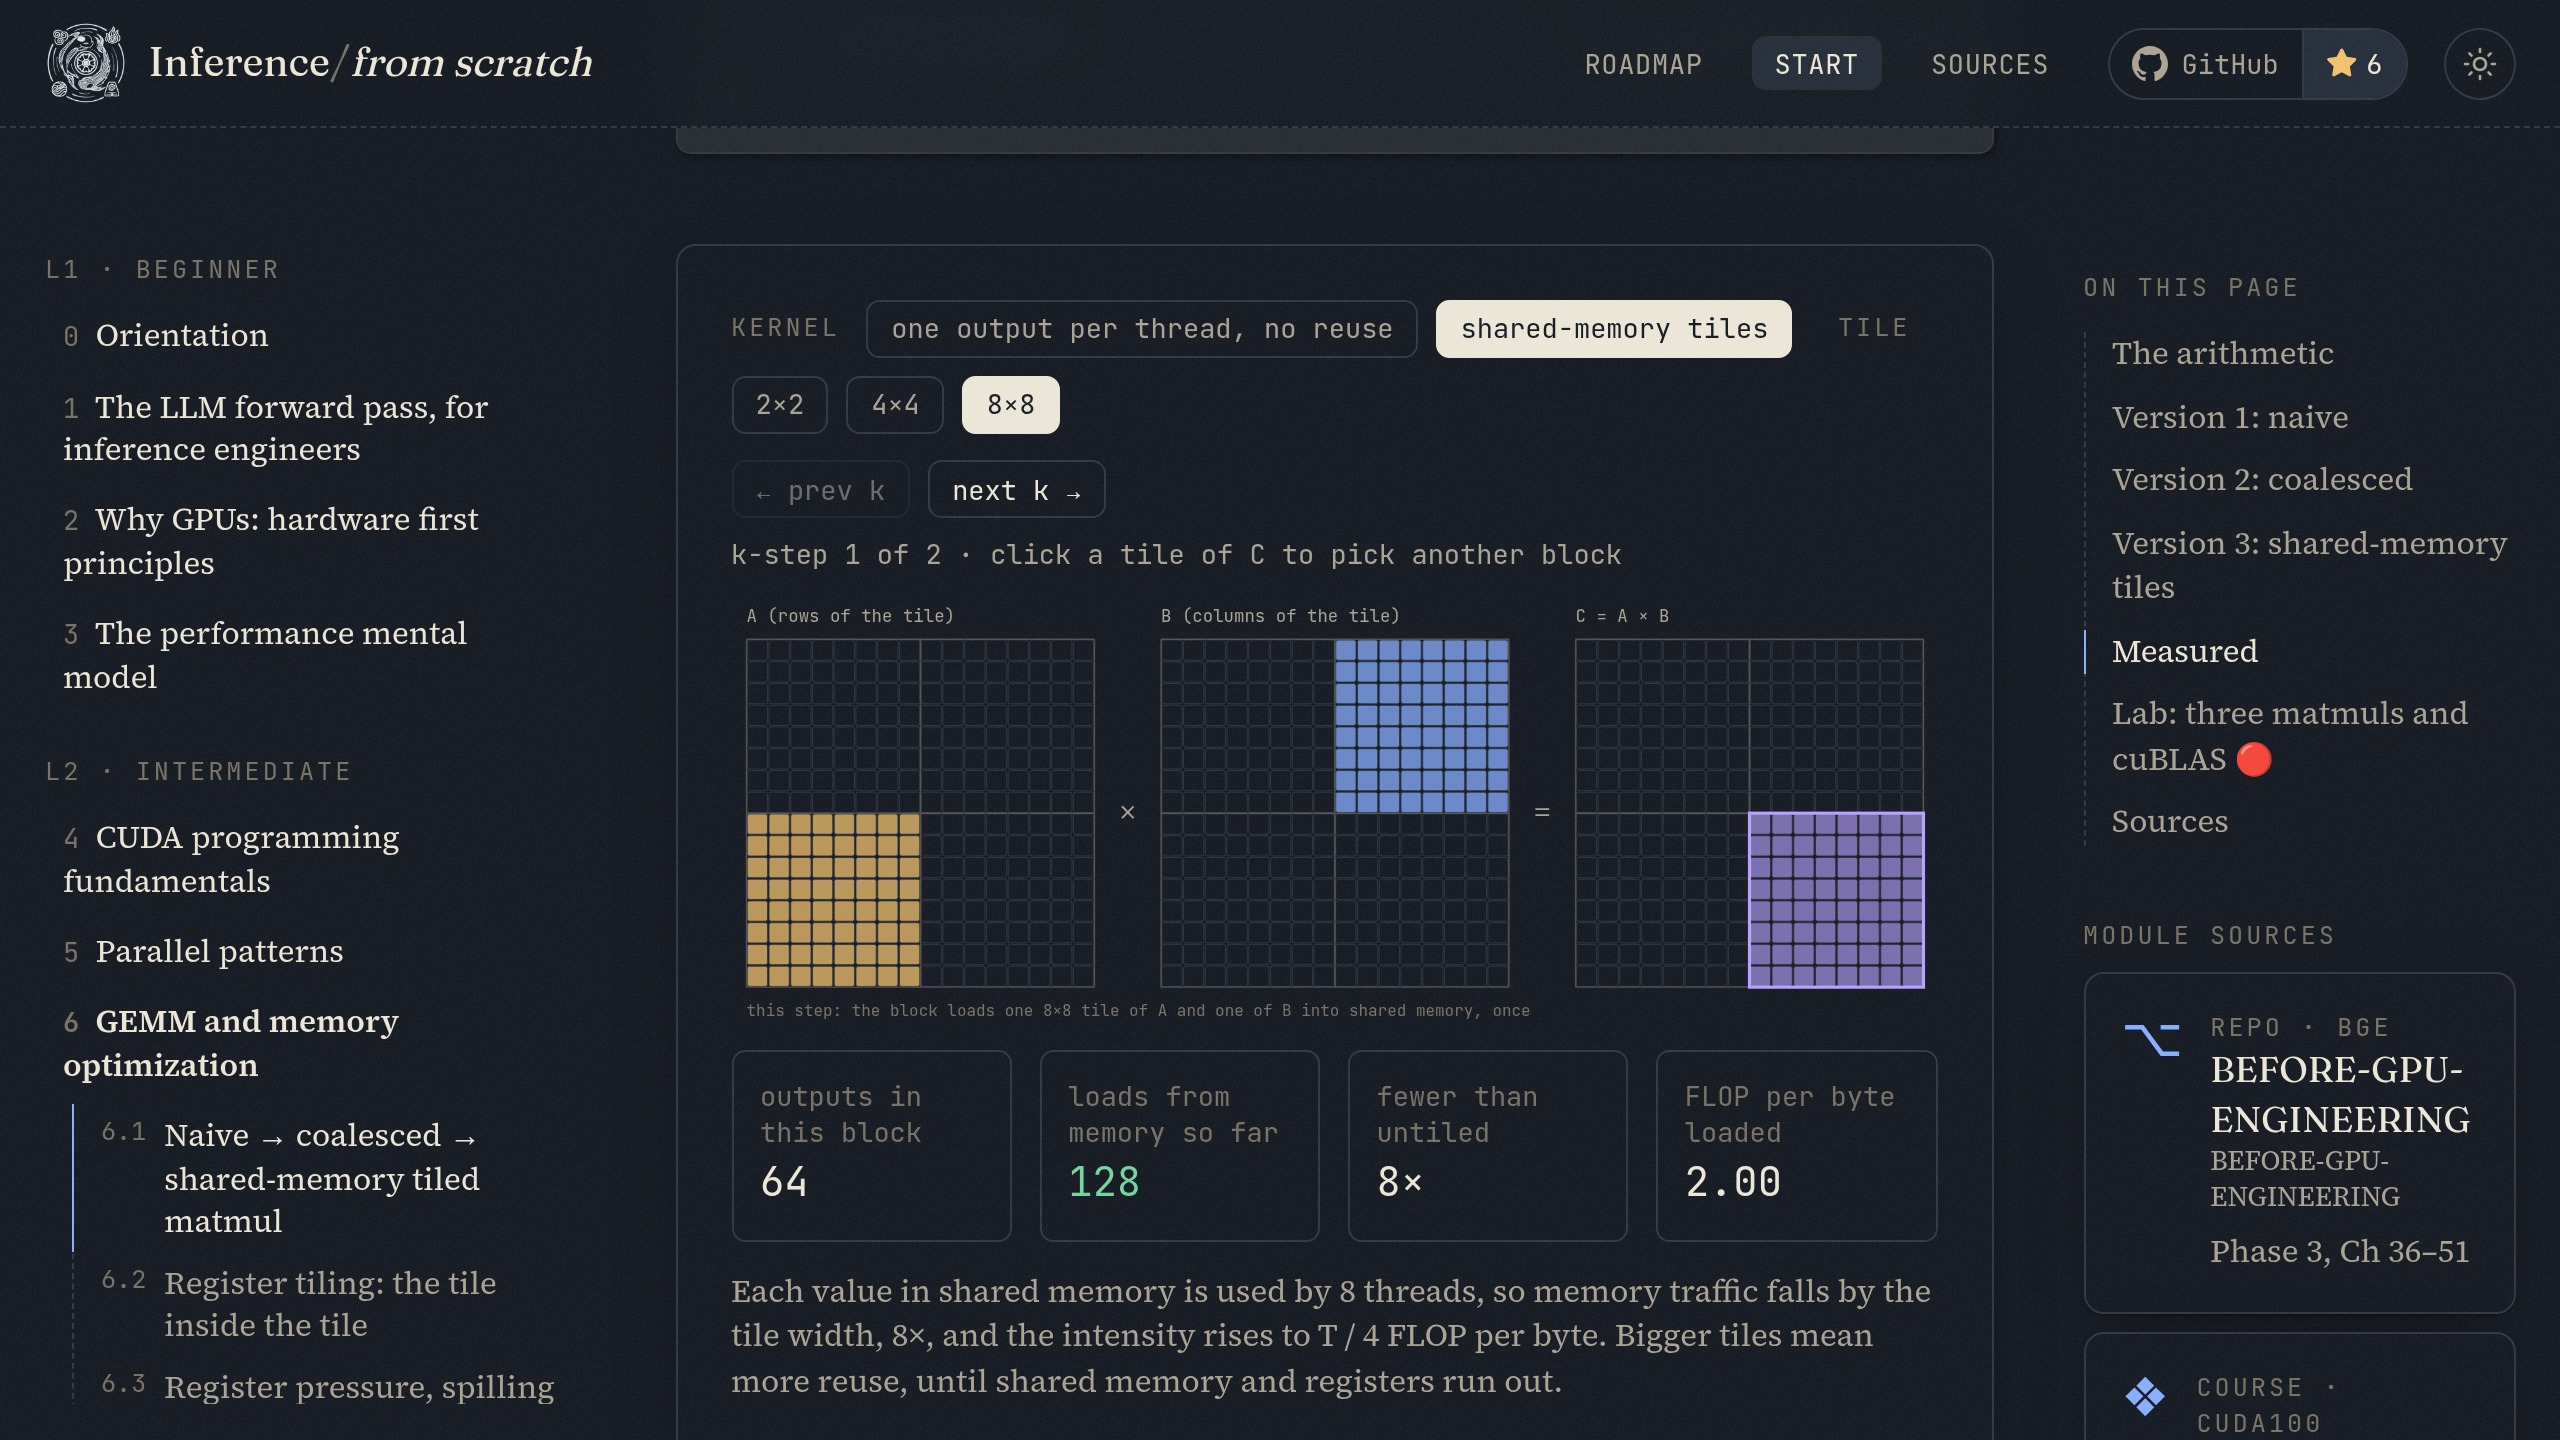 Inference/from scratch
ROADMAP
START
SOURCES
GitHub
6
L1 · BEGINNER
0 Orientation
1 The LLM forward pass, for
inference engineers
2 Why GPUs: hardware first
principles
3 The performance mental
model
L2 · INTERMEDIATE
4 CUDA programming
fundamentals
5 Parallel patterns
6 GEMM and memory
optimization
6.1 Naive → coalesced →
shared-memory tiled
matmul
6.2 Register tiling: the tile
inside the tile
6.3 Register pressure, spilling
KERNEL
one output per thread, no reuse
shared-memory tiles
TILE
2×2
4×4
8×8
← prev k
next k →
k-step 1 of 2 · click a tile of C to pick another block
A (rows of the tile)
B (columns of the tile)
C = A × B
×
=
this step: the block loads one 8×8 tile of A and one of B into shared memory, once
outputs in
this block
64
loads from
memory so far
128
fewer than
untiled
8×
FLOP per byte
loaded
2.00
Each value in shared memory is used by 8 threads, so memory traffic falls by the
tile width, 8×, and the intensity rises to T / 4 FLOP per byte. Bigger tiles mean
more reuse, until shared memory and registers run out.
ON THIS PAGE
The arithmetic
Version 1: naive
Version 2: coalesced
Version 3: shared-memory
tiles
Measured
Lab: three matmuls and
cuBLAS 🔴
Sources
MODULE SOURCES
REPO · BGE
BEFORE-GPU-
ENGINEERING
BEFORE-GPU-
ENGINEERING
Phase 3, Ch 36–51
COURSE ·
CUDA100